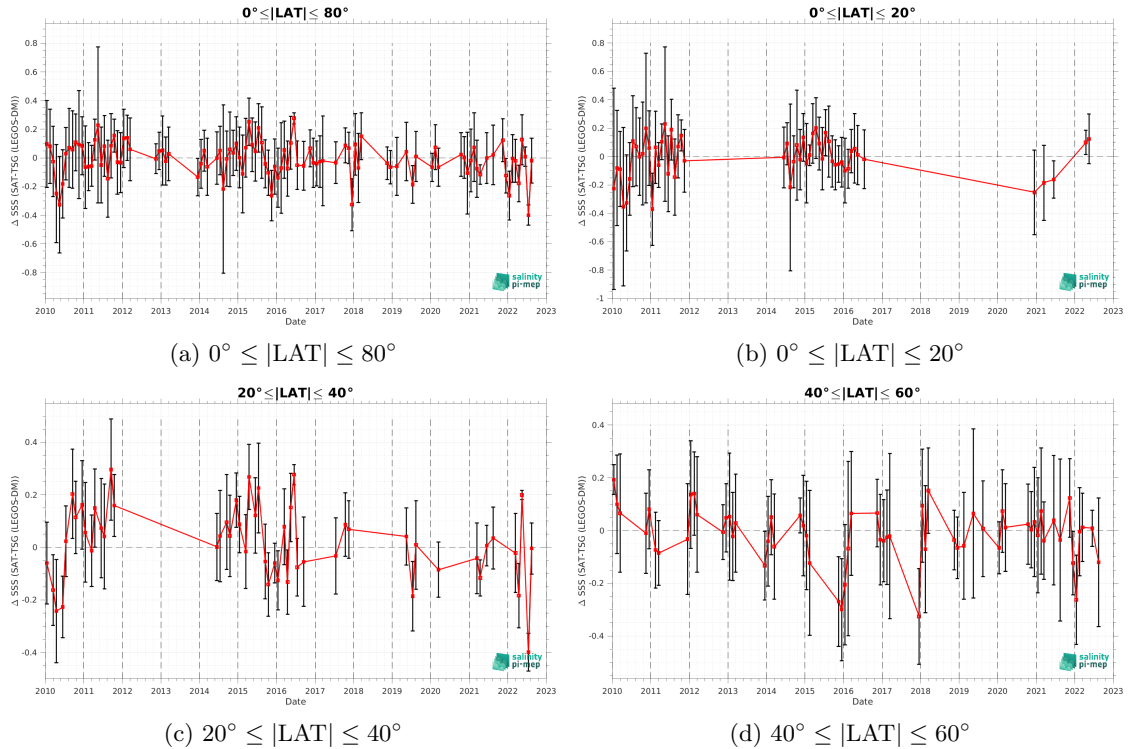 0°≤|LAT|≤ 80°
Δ SSS (SAT-TSG (LEGOS-DM))
0.8
0.6
0.4
0.2
0
-0.2
-0.4
-0.6
-0.8
2010 2011 2012 2013 2014 2015 2016 2017 2018 2019 2020 2021 2022 2023
Date
salinity
pi-mep
(a) 0° ≤ |LAT| ≤ 80°
0°≤|LAT|≤ 20°
Δ SSS (SAT-TSG (LEGOS-DM))
0.8
0.6
0.4
0.2
0
-0.2
-0.4
-0.6
-0.8
-1
2010 2011 2012 2013 2014 2015 2016 2017 2018 2019 2020 2021 2022 2023
Date
salinity
pi-mep
(b) 0° ≤ |LAT| ≤ 20°
20°≤|LAT|≤ 40°
Δ SSS (SAT-TSG (LEGOS-DM))
0.4
0.2
0
-0.2
-0.4
2010 2011 2012 2013 2014 2015 2016 2017 2018 2019 2020 2021 2022 2023
Date
salinity
pi-mep
(c) 20° ≤ |LAT| ≤ 40°
40°≤|LAT|≤ 60°
Δ SSS (SAT-TSG (LEGOS-DM))
0.4
0.2
0
-0.2
-0.4
2010 2011 2012 2013 2014 2015 2016 2017 2018 2019 2020 2021 2022 2023
Date
salinity
pi-mep
(d) 40° ≤ |LAT| ≤ 60°